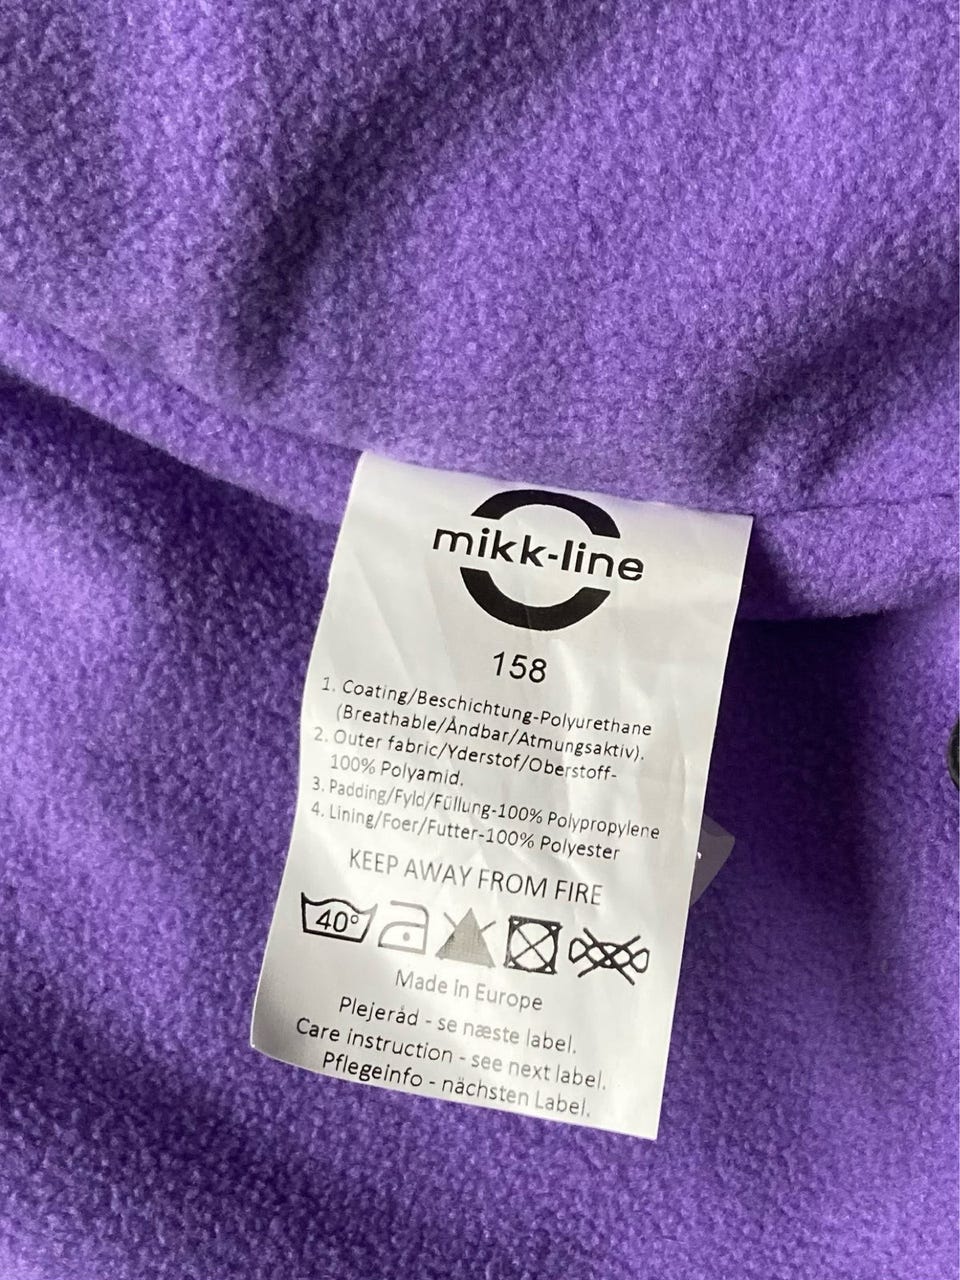 mikk-line
158
1. Coating/Beschichtung-Polyurethane
(Breathable/Åndbar/Atmungsaktiv).
2. Outer fabric/Yderstof/Oberstoff-
100% Polyamid.
3. Padding/Fyld/Füllung-100% Polypropylene
4. Lining/Foer/Futter-100% Polyester
KEEP AWAY FROM FIRE
40°
Made in Europe
Plejeråd - se næste label.
Care instruction - see next label.
Pflegeinfo - nächsten Label.